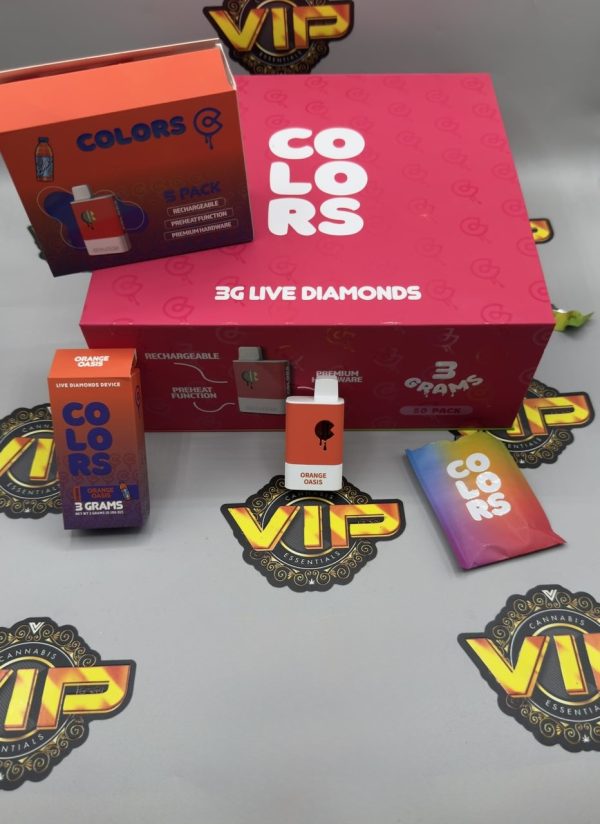 VIP
ESSENTIALS
COLORS
5 PACK
RECHARGEABLE
PREHEAT FUNCTION
PREMIUM HARDWARE
CO
LO
RS
3G LIVE DIAMONDS
RECHARGEABLE
PREHEAT
FUNCTION
PREMIUM
HARDWARE
3
GRAMS
50 PACK
ORANGE
OASIS
LIVE DIAMONDS DEVICE
CO
LO
RS
ORANGE
OASIS
3 GRAMS
ORANGE
OASIS
CO
LO
RS
CANNABIS
VIP
ESSENTIALS
CANNABIS
VIP
ESSENTIALS
CANNABIS
VIP
ESSENTIALS